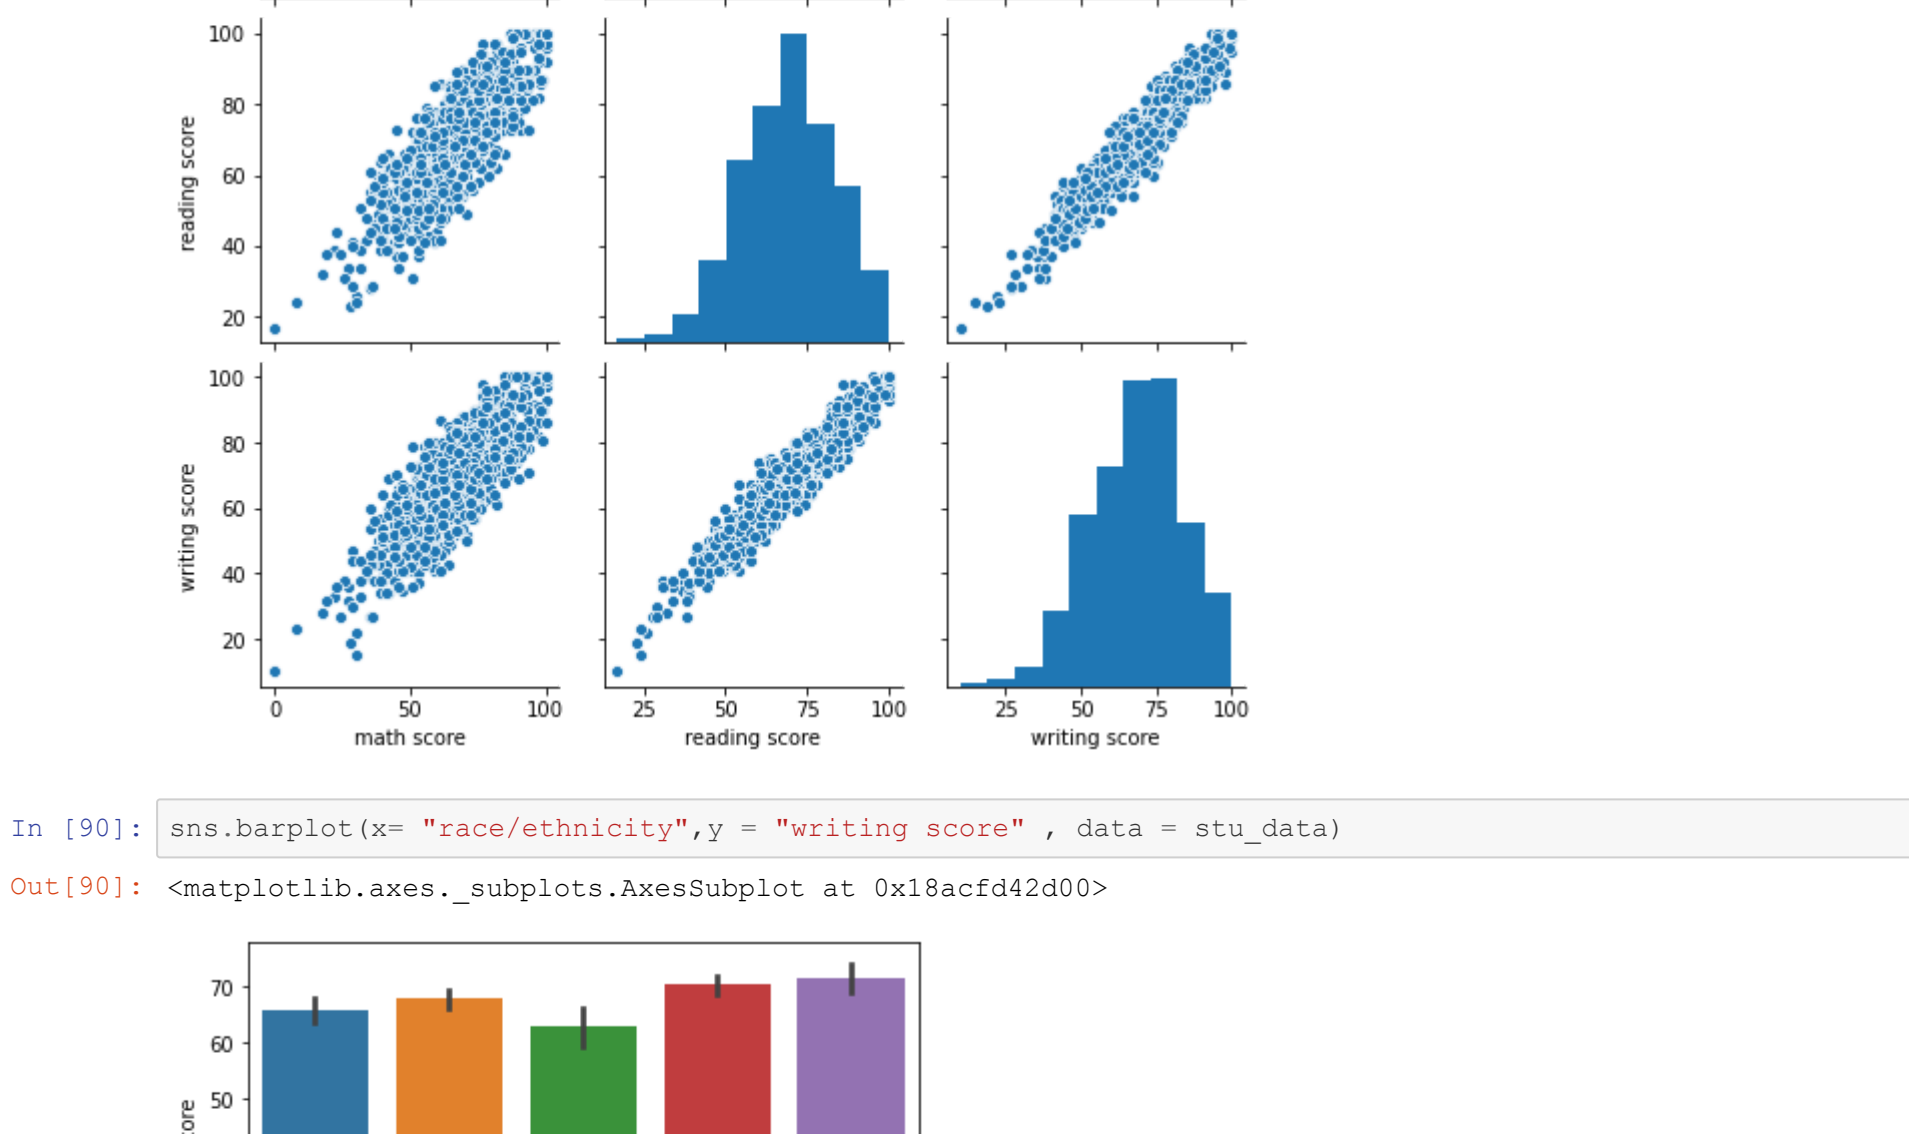 100
80
60
40
20
reading score
100
80
60
40
20
writing score
0 50 100
25 50 75 100
25 50 75 100
math score
reading score
writing score
In [90]: sns.barplot(x= "race/ethnicity",y = "writing score" , data = stu_data)
Out[90]: <matplotlib.axes._subplots.AxesSubplot at 0x18acfd42d00>
70
60
50